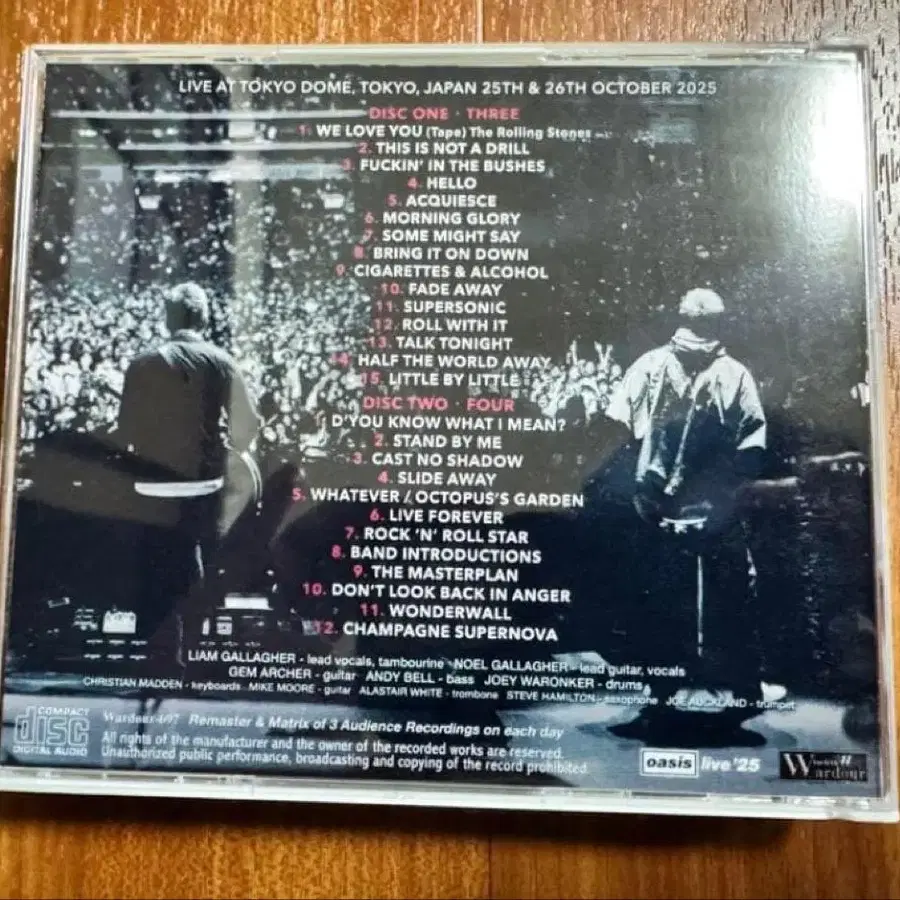 LIVE AT TOKYO DOME, TOKYO, JAPAN 25TH & 26TH OCTOBER 2025
DISC ONE · THREE
1. WE LOVE YOU (Tape) The Rolling Stones
2. THIS IS NOT A DRILL
3. FUCKIN' IN THE BUSHES
4. HELLO
5. ACQUIESCE
6. MORNING GLORY
7. SOME MIGHT SAY
8. BRING IT ON DOWN
9. CIGARETTES & ALCOHOL
10. FADE AWAY
11. SUPERSONIC
12. ROLL WITH IT
13. TALK TONIGHT
14. HALF THE WORLD AWAY
15. LITTLE BY LITTLE
DISC TWO · FOUR
1. D'YOU KNOW WHAT I MEAN?
2. STAND BY ME
3. CAST NO SHADOW
4. SLIDE AWAY
5. WHATEVER / OCTOPUS'S GARDEN
6. LIVE FOREVER
7. ROCK 'N' ROLL STAR
8. BAND INTRODUCTIONS
9. THE MASTERPLAN
10. DON'T LOOK BACK IN ANGER
11. WONDERWALL
12. CHAMPAGNE SUPERNOVA
LIAM GALLAGHER - lead vocals, tambourine NOEL GALLAGHER - lead guitar, vocals
GEM ARCHER - guitar ANDY BELL - bass JOEY WARONKER - drums
CHRISTIAN MADDEN - keyboards MIKE MOORE - guitar ALASTAIR WHITE - trombone STEVE HAMILTON - saxophone JOE AUCKLAND - trumpet
COMPACT disc DIGITAL AUDIO
Wardour-697 Remaster & Matrix of 3 Audience Recordings on each day
All rights of the manufacturer and the owner of the recorded works are reserved.
Unauthorized public performance, broadcasting and copying of the record prohibited.
oasis live '25
Wardour